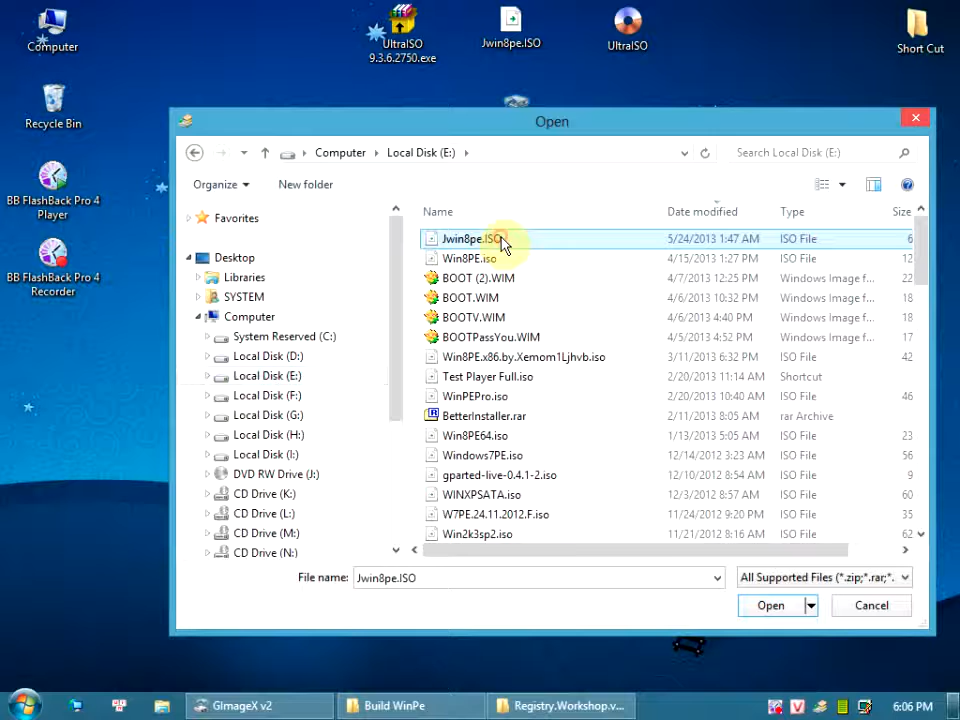 Computer
UltraISO
9.3.6.2750.exe
Jwin8pe.ISO
UltraISO
Short Cut
Recycle Bin
BB FlashBack Pro 4
Player
BB FlashBack Pro 4
Recorder
Open
Computer
Local Disk (E:)
Search Local Disk (E:)
Organize
New folder
Favorites
Desktop
Libraries
SYSTEM
Computer
System Reserved (C:)
Local Disk (D:)
Local Disk (E:)
Local Disk (F:)
Local Disk (G:)
Local Disk (H:)
Local Disk (I:)
DVD RW Drive (J:)
CD Drive (K:)
CD Drive (L:)
CD Drive (M:)
CD Drive (N:)
Name Date modified Type Size
Jwin8pe.ISO 5/24/2013 1:47 AM ISO File 6
Win8PE.iso 4/15/2013 1:27 PM ISO File 12
BOOT (2).WIM 4/7/2013 12:25 PM Windows Image f... 22
BOOT.WIM 4/6/2013 10:32 PM Windows Image f... 18
BOOTV.WIM 4/6/2013 4:40 PM Windows Image f... 18
BOOTPassYou.WIM 4/5/2013 4:52 PM Windows Image f... 17
Win8PE.x86.by.Xemom1Ljhvb.iso 3/11/2013 6:32 PM ISO File 42
Test Player Full.iso 2/20/2013 11:14 AM Shortcut
WinPEPro.iso 2/20/2013 10:40 AM ISO File 46
BetterInstaller.rar 2/11/2013 8:05 AM rar Archive
Win8PE64.iso 1/13/2013 5:05 AM ISO File 23
Windows7PE.iso 12/14/2012 3:23 AM ISO File 5
gparted-live-0.4.1-2.iso 12/10/2012 8:54 AM ISO File 9
WINXPSATA.iso 12/3/2012 8:57 AM ISO File 60
W7PE.24.11.2012.F.iso 11/24/2012 9:20 PM ISO File 35
Win2k3sp2.iso 11/21/2012 8:16 AM ISO File 62
File name:
Jwin8pe.ISO
All Supported Files (*.zip;*.rar;*.
Open
Cancel
GImageX v2
Build WinPe
Registry.Workshop.v...
6:06 PM